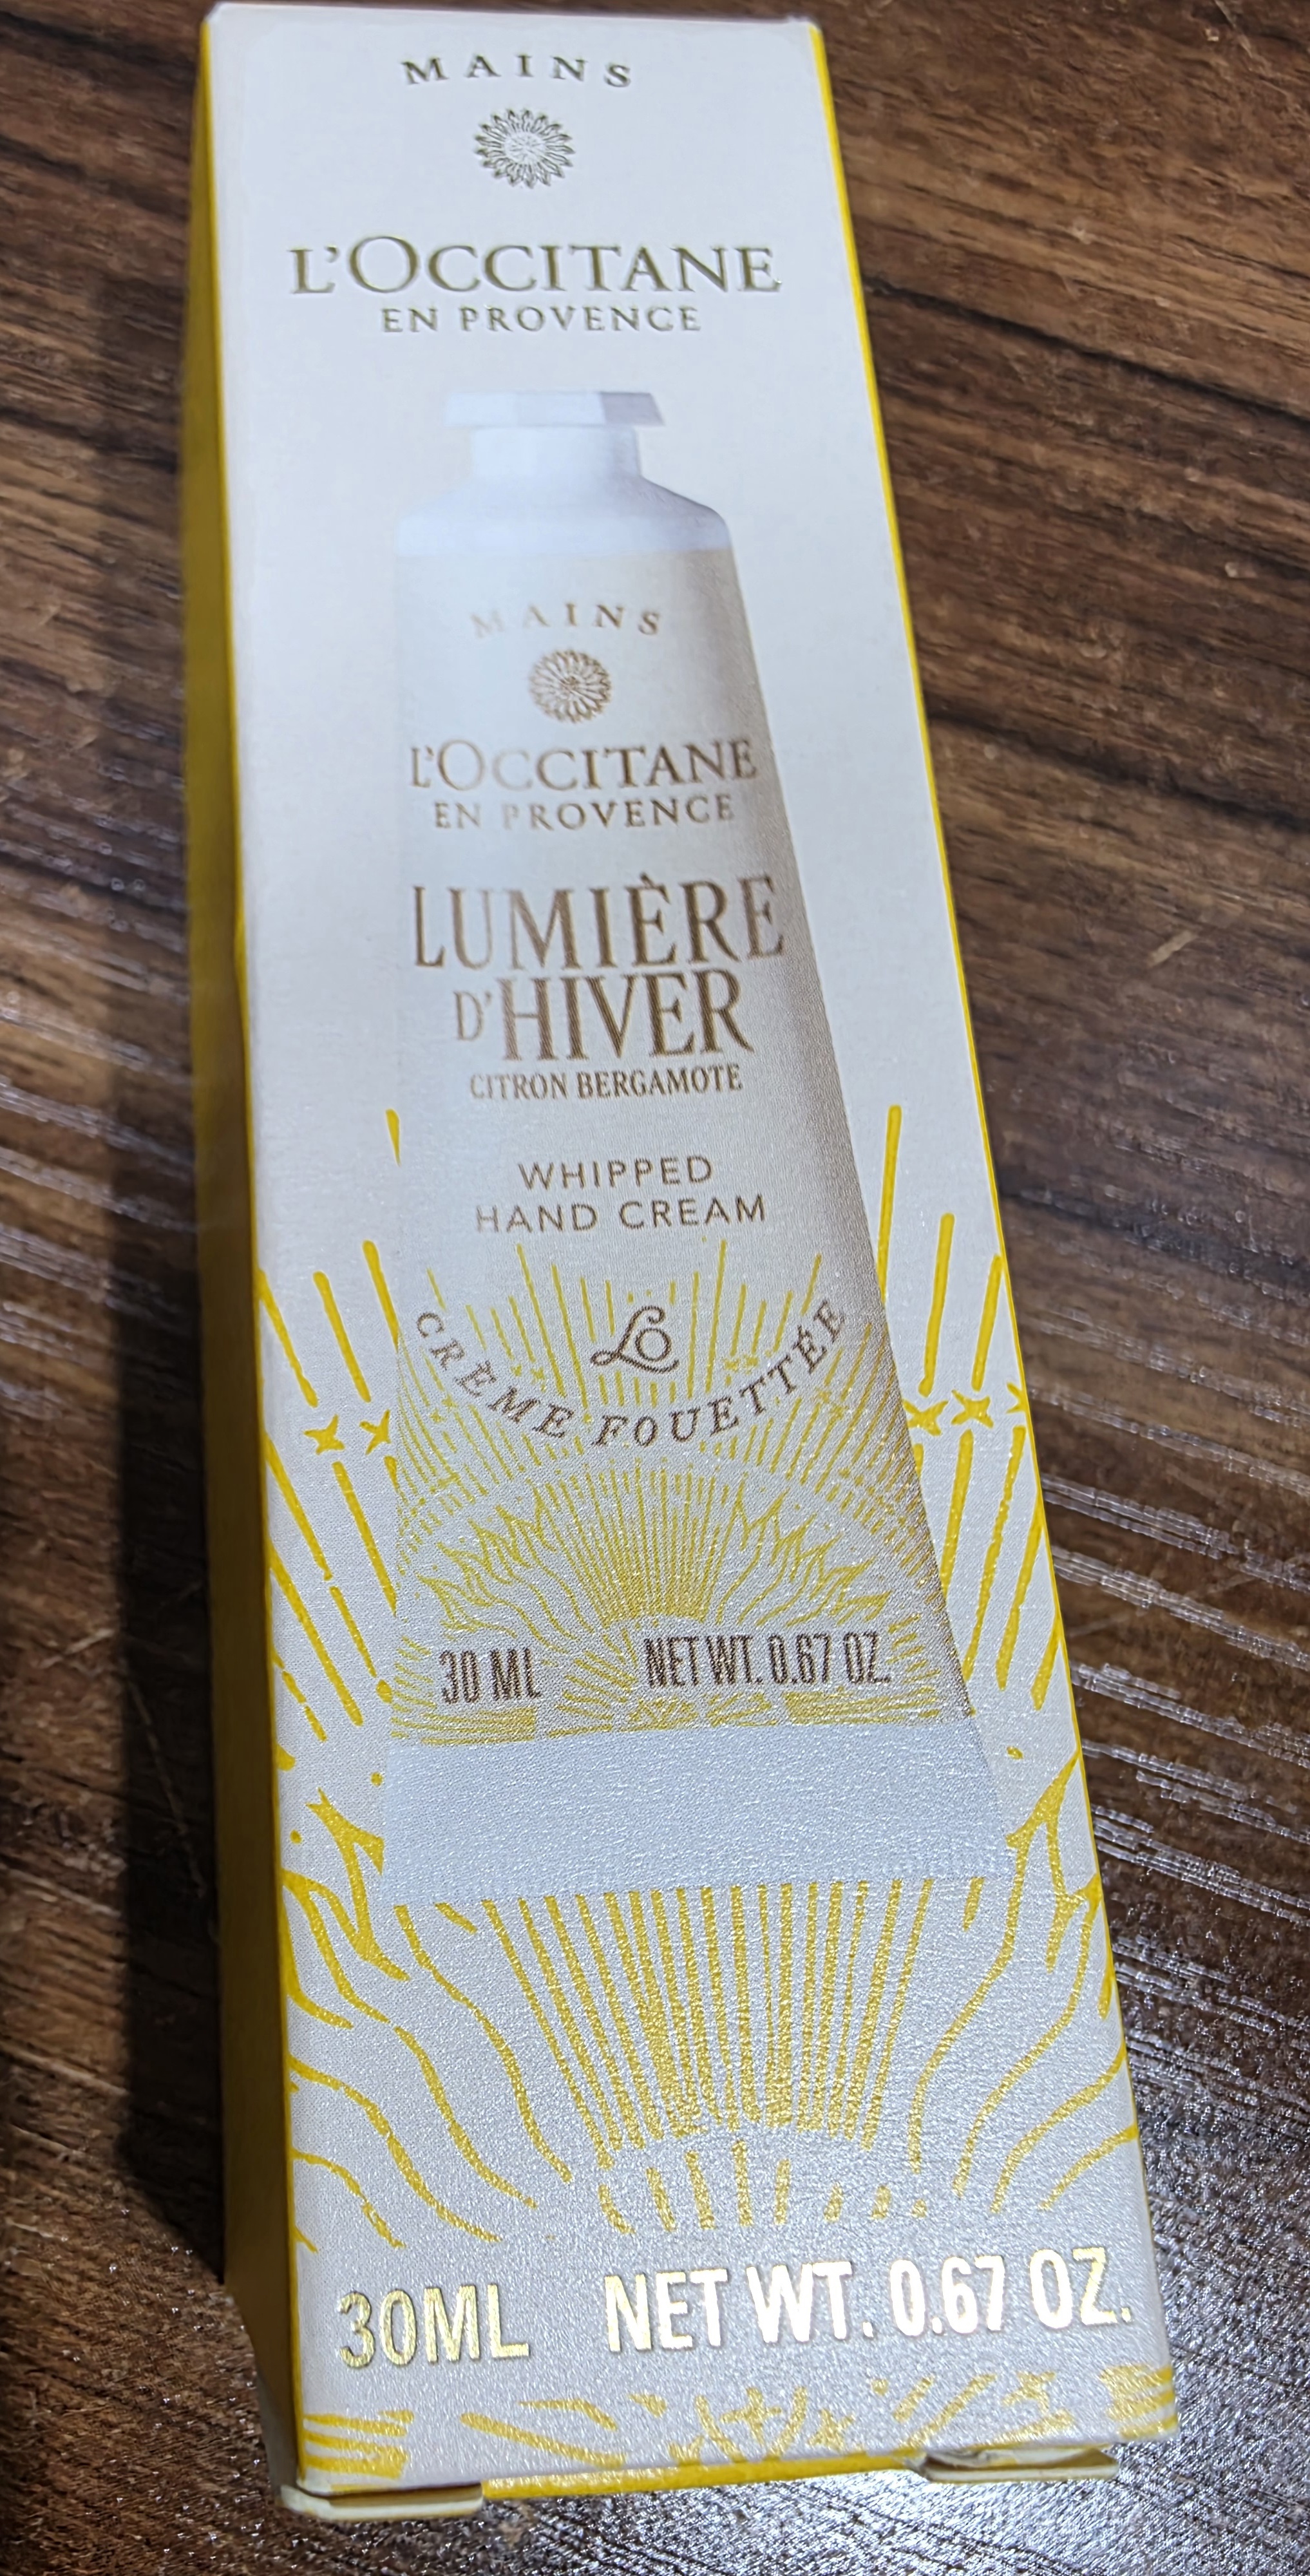 MAINS
L'OCCITANE
EN PROVENCE
MAINS
L'OCCITANE
EN PROVENCE
LUMIÈRE
D'HIVER
CITRON BERGAMOTE
WHIPPED
HAND CREAM
LO
CRÈME FOUETTÉE
30 ML NET WT. 0.67 OZ.
30ML NET WT. 0.67 OZ.